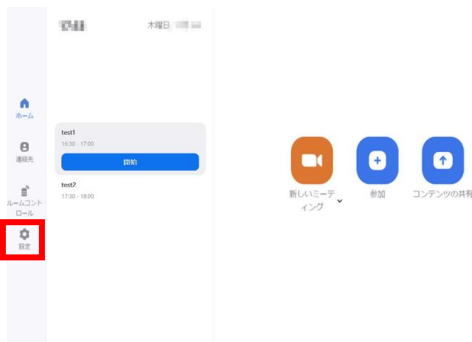 木曜日
ホーム
連絡先
ルームコント
ロール
設定
test1
16:30 - 17:00
開始
test2
17:30 - 18:00
新しいミーテ
ィング
参加
コンテンツの共有